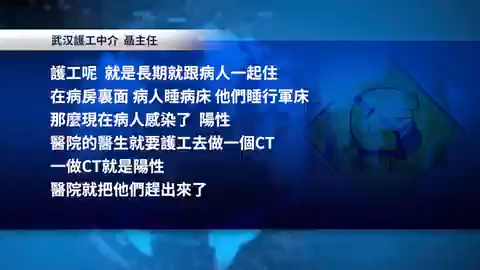 武汉護工中介 聶主任
護工呢 就是長期就跟病人一起住
在病房裏面 病人睡病床 他們睡行軍床
那麼現在病人感染了 陽性
醫院的醫生就要護工去做一個CT
一做CT就是陽性
醫院就把他們趕出來了